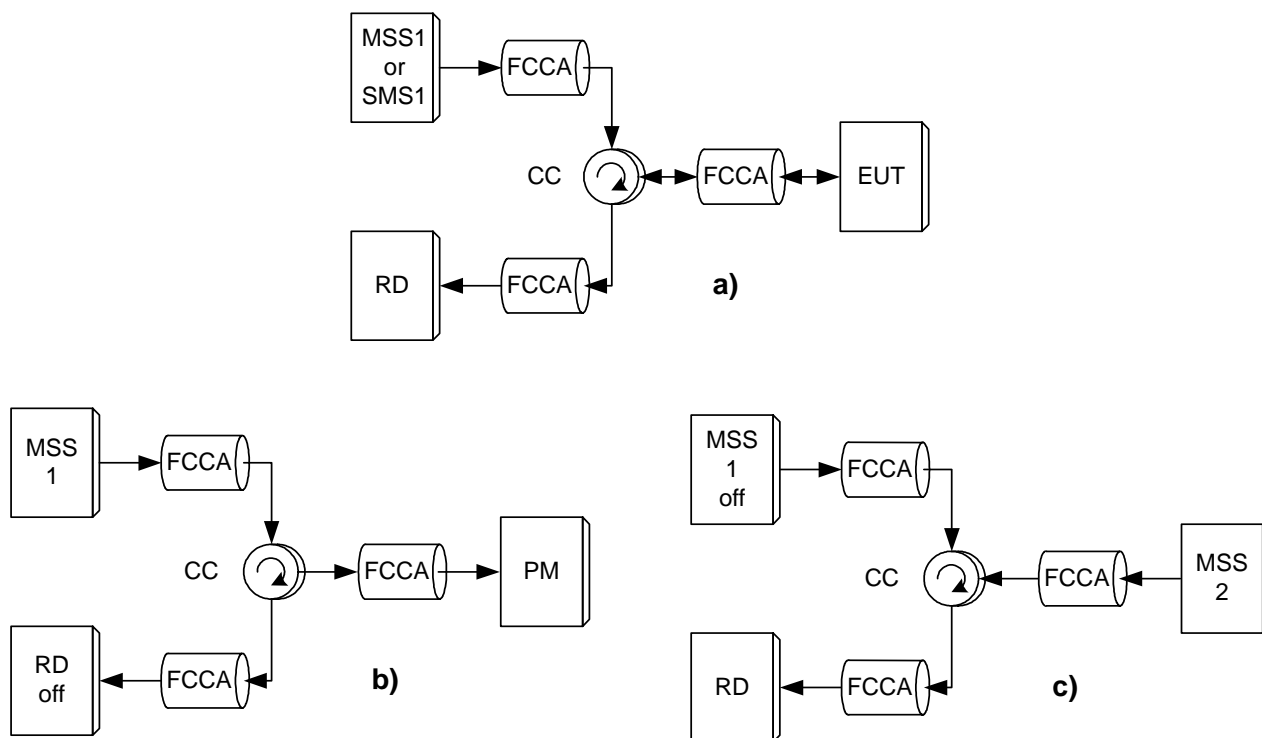 MSS1
or
SMS1
FCCA
CC
FCCA
EUT
RD
FCCA
a)
MSS
1
FCCA
CC
FCCA
PM
RD
off
FCCA
b)
MSS
1
off
FCCA
CC
FCCA
MSS
2
RD
FCCA
c)